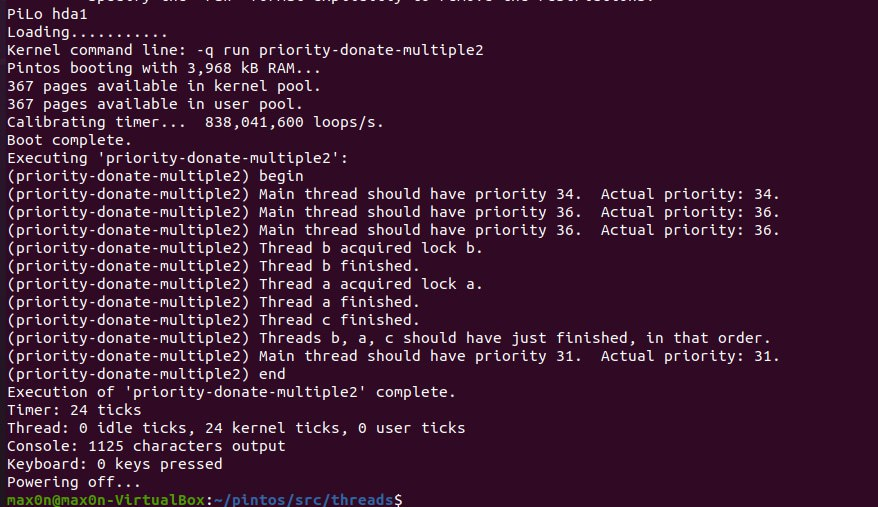 PiLo hda1
Loading...........
Kernel command line: -q run priority-donate-multiple2
Pintos booting with 3,968 kB RAM...
367 pages available in kernel pool.
367 pages available in user pool.
Calibrating timer...  838,041,600 loops/s.
Boot complete.
Executing 'priority-donate-multiple2':
(priority-donate-multiple2) begin
(priority-donate-multiple2) Main thread should have priority 34.  Actual priority: 34.
(priority-donate-multiple2) Main thread should have priority 36.  Actual priority: 36.
(priority-donate-multiple2) Main thread should have priority 36.  Actual priority: 36.
(priority-donate-multiple2) Thread b acquired lock b.
(priority-donate-multiple2) Thread b finished.
(priority-donate-multiple2) Thread a acquired lock a.
(priority-donate-multiple2) Thread a finished.
(priority-donate-multiple2) Thread c finished.
(priority-donate-multiple2) Threads b, a, c should have just finished, in that order.
(priority-donate-multiple2) Main thread should have priority 31.  Actual priority: 31.
(priority-donate-multiple2) end
Execution of 'priority-donate-multiple2' complete.
Timer: 24 ticks
Thread: 0 idle ticks, 24 kernel ticks, 0 user ticks
Console: 1125 characters output
Keyboard: 0 keys pressed
Powering off...
max0n@max0n-VirtualBox:~/pintos/src/threads$